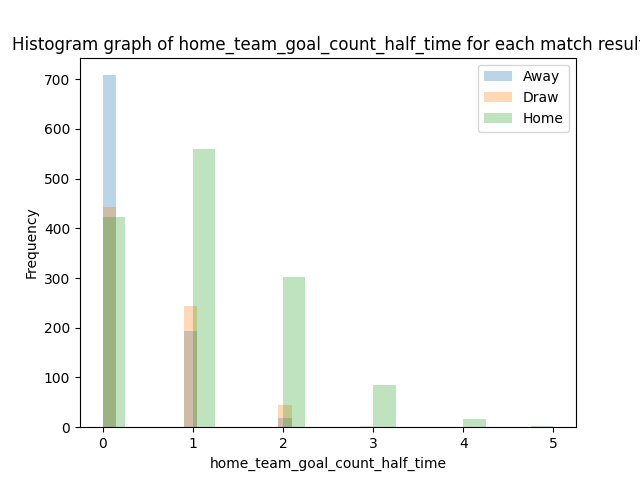 Histogram graph of home_team_goal_count_half_time for each match result
Away
Draw
Home
700
600
500
400
300
200
100
0
Frequency
0 1 2 3 4 5
home_team_goal_count_half_time